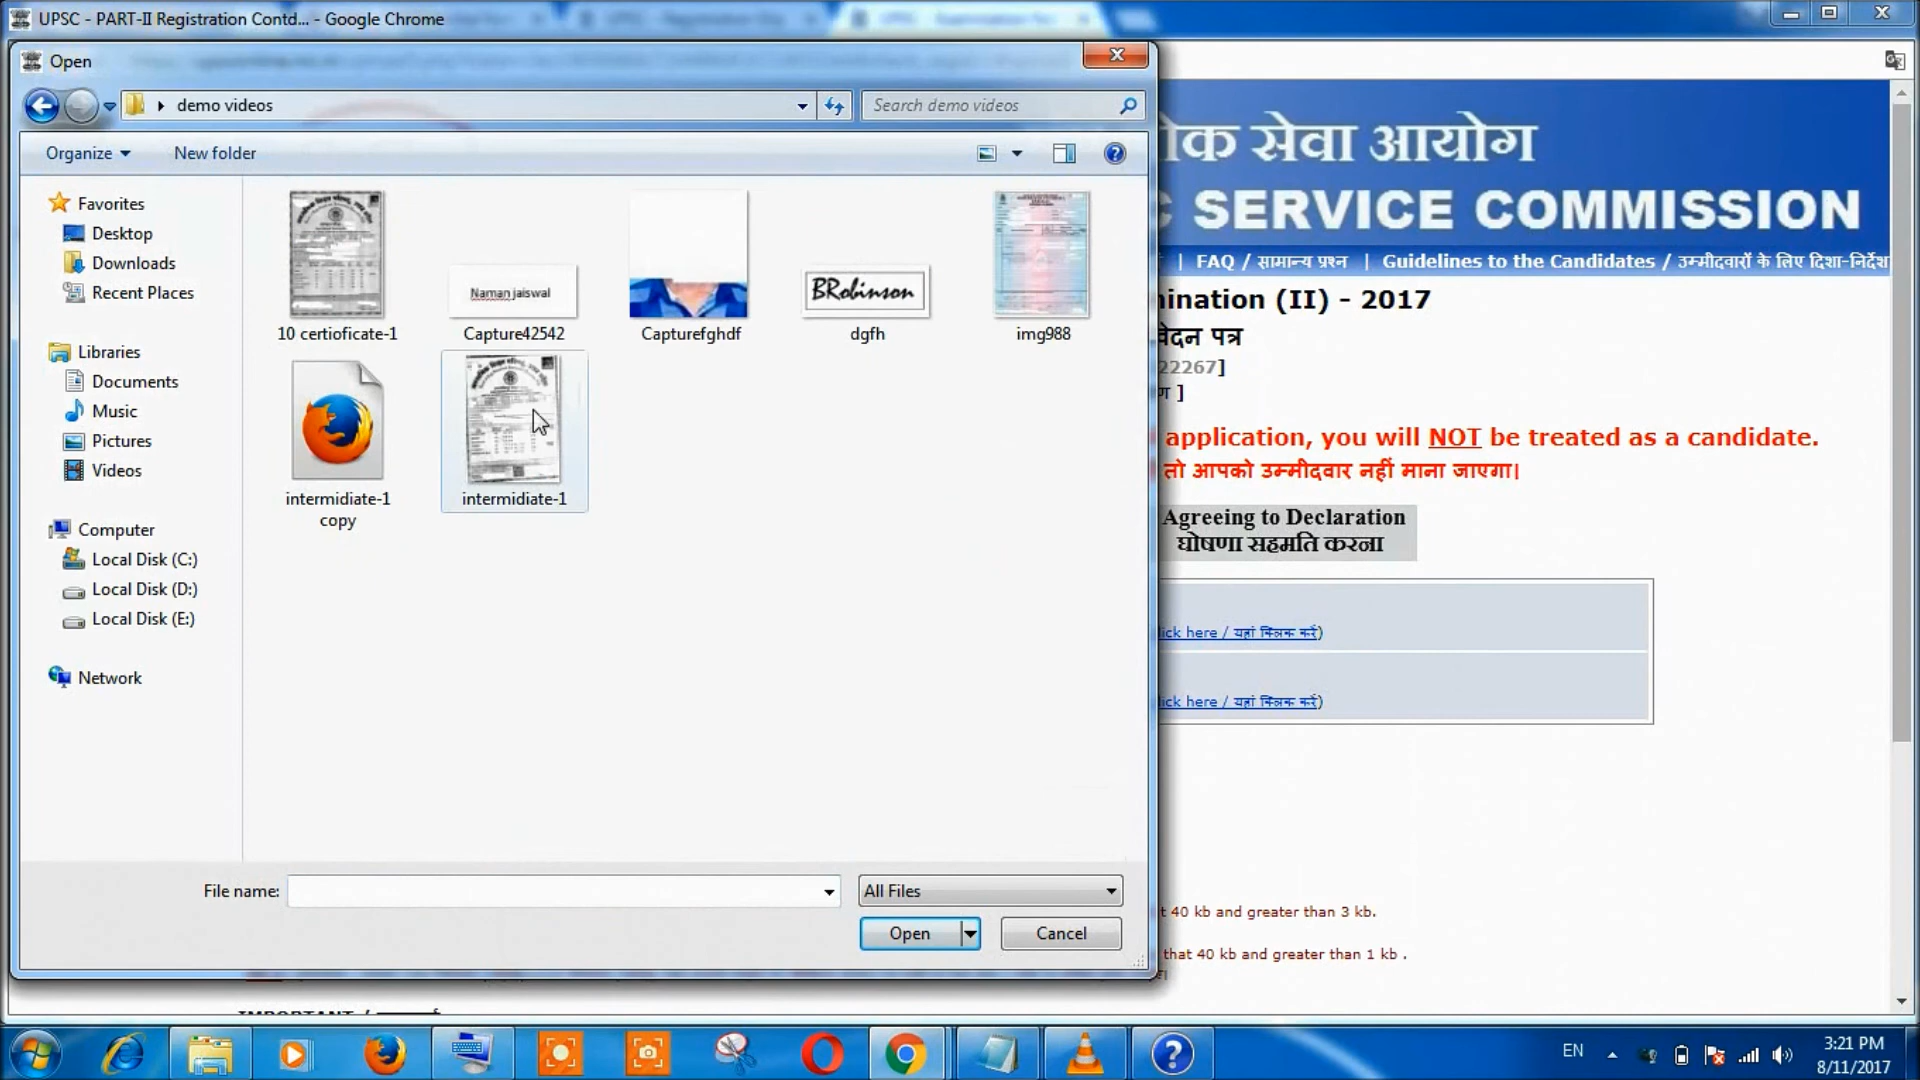 UPSC - PART-II Registration Contd... - Google Chrome
Open
demo videos
Search demo videos
Organize
New folder
Favorites
Desktop
Downloads
Recent Places
Libraries
Documents
Music
Pictures
Videos
Computer
Local Disk (C:)
Local Disk (D:)
Local Disk (E:)
Network
10 certioficate-1
Naman jaiswal
Capture42542
Capturefghdf
BRobinson
dgfh
img988
intermidiate-1
copy
intermidiate-1
File name:
All Files
Open
Cancel
सेवा आयोग
SERVICE COMMISSION
| FAQ / सामान्य प्रश्न | Guidelines to the Candidates / उम्मीदवारों के लिए दिशा-निर्देश
mination (II) - 2017
पत्र
22267]
application, you will NOT be treated as a candidate.
तो आपको उम्मीदवार नहीं माना जाएगा।
Agreeing to Declaration
घोषणा सहमति करना
lick here / यहां क्लिक करें)
lick here / यहां क्लिक करें)
40 kb and greater than 3 kb.
that 40 kb and greater than 1 kb .
EN
3:21 PM
8/11/2017